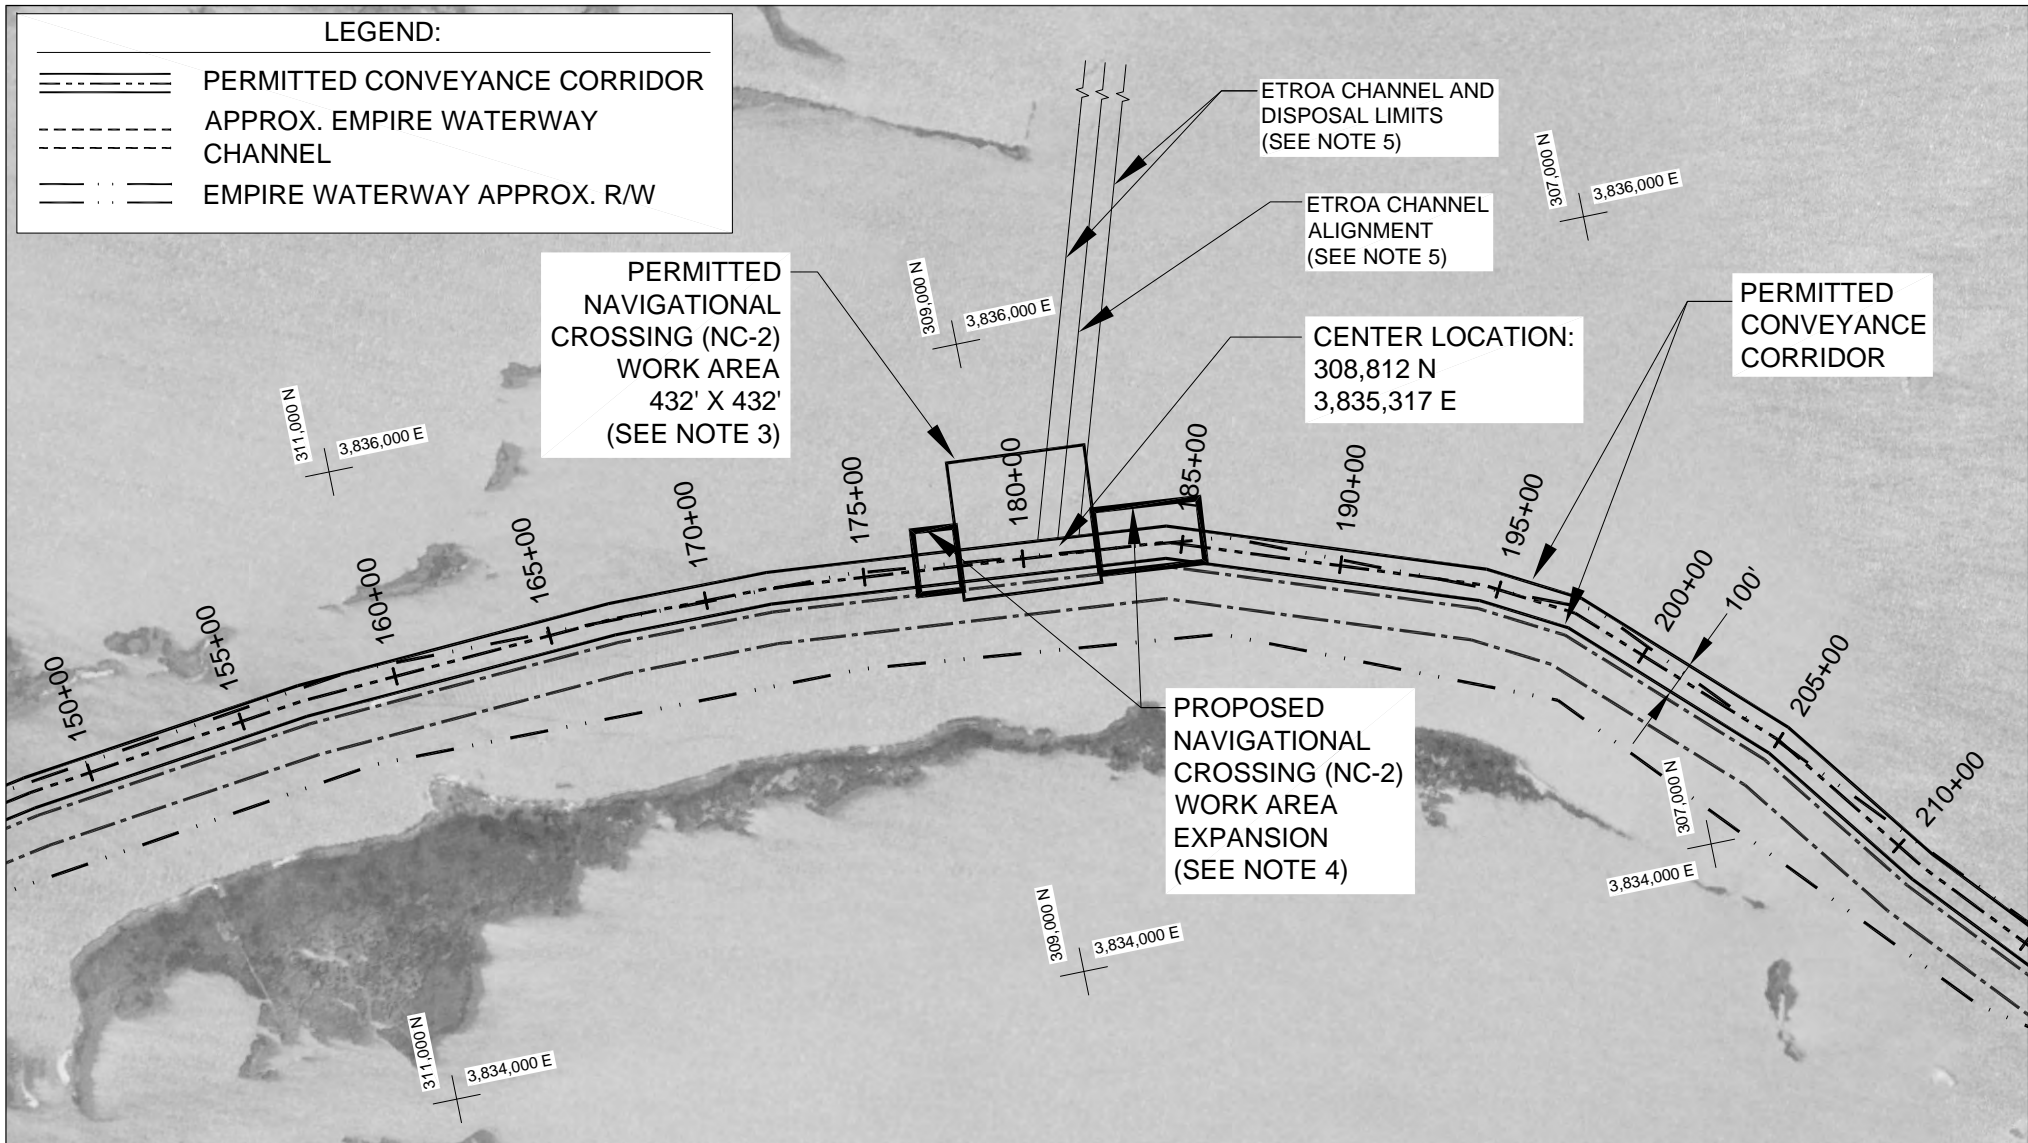 LEGEND:
PERMITTED CONVEYANCE CORRIDOR
APPROX. EMPIRE WATERWAY
CHANNEL
EMPIRE WATERWAY APPROX. R/W
ETROA CHANNEL AND
DISPOSAL LIMITS
(SEE NOTE 5)
307,000 N
3,836,000 E
ETROA CHANNEL
ALIGNMENT
(SEE NOTE 5)
PERMITTED
NAVIGATIONAL
CROSSING (NC-2)
WORK AREA
432' X 432'
(SEE NOTE 3)
309,000 N
3,836,000 E
CENTER LOCATION:
308,812 N
3,835,317 E
PERMITTED
CONVEYANCE
CORRIDOR
311,000 N
3,836,000 E
150+00
155+00
160+00
165+00
170+00
175+00
180+00
185+00
190+00
195+00
200+00
100'
205+00
210+00
PROPOSED
NAVIGATIONAL
CROSSING (NC-2)
WORK AREA
EXPANSION
(SEE NOTE 4)
307,000 N
3,834,000 E
309,000 N
3,834,000 E
311,000 N
3,834,000 E